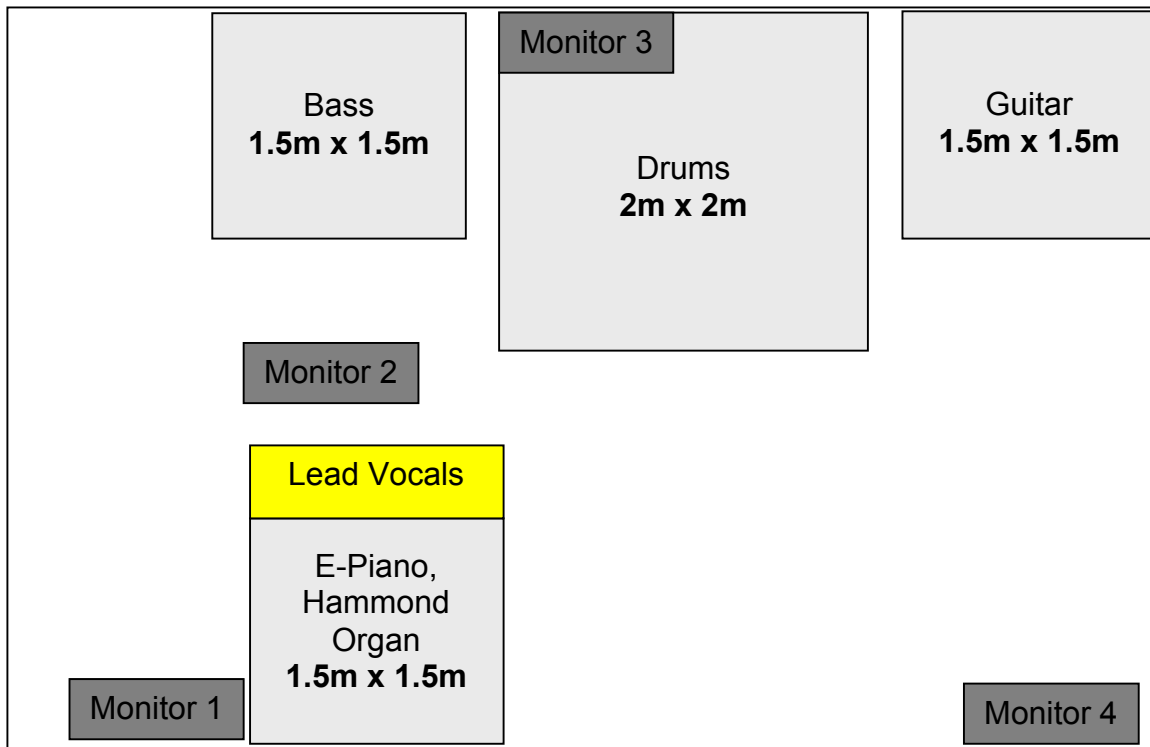 Monitor 3
Bass
1.5m x 1.5m
Guitar
1.5m x 1.5m
Drums
2m x 2m
Monitor 2
Lead Vocals
E-Piano,
Hammond
Organ
1.5m x 1.5m
Monitor 1
Monitor 4